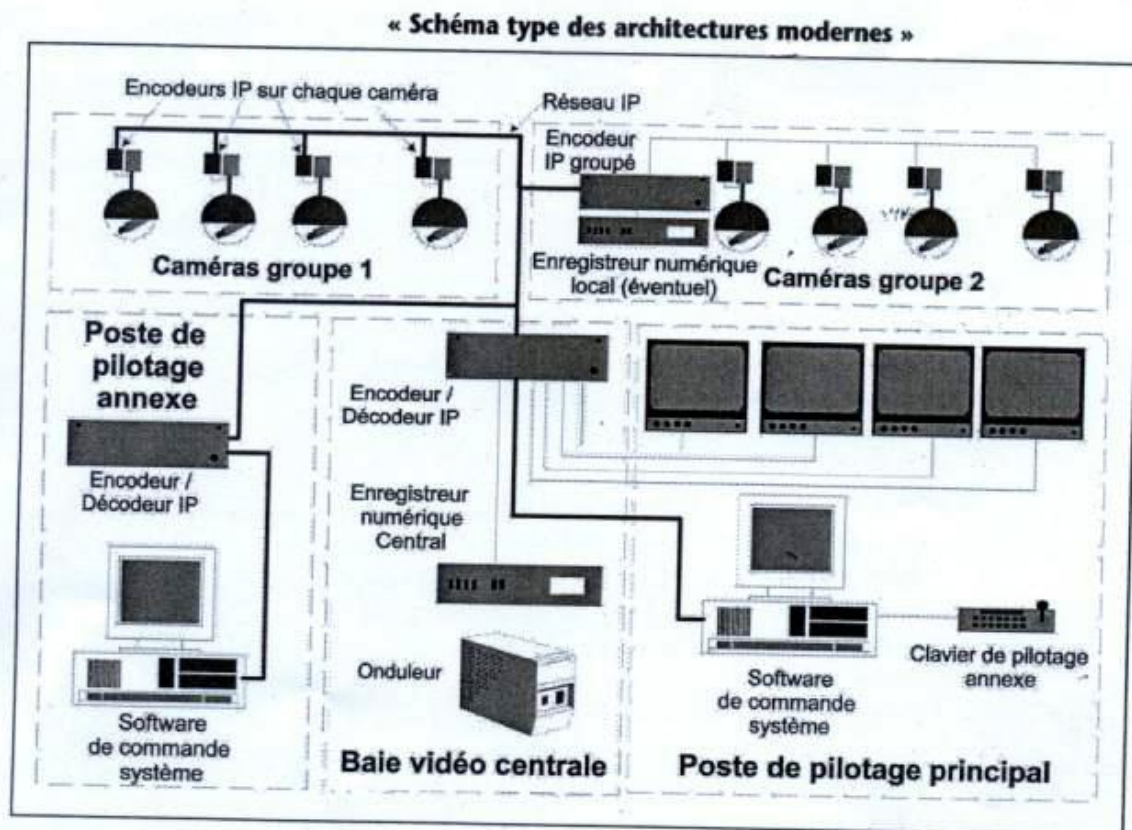 « Schéma type des architectures modernes »
Encodeurs IP sur chaque caméra
Réseau IP
Encodeur
IP groupé
Caméras groupe 1
Enregistreur numérique
local (éventuel)
Caméras groupe 2
Poste de
pilotage
annexe
Encodeur /
Décodeur IP
Encodeur /
Décodeur IP
Enregistreur
numérique
Central
Onduleur
Software
de commande
système
Baie vidéo centrale
Software
de commande
système
Clavier de pilotage
annexe
Poste de pilotage principal